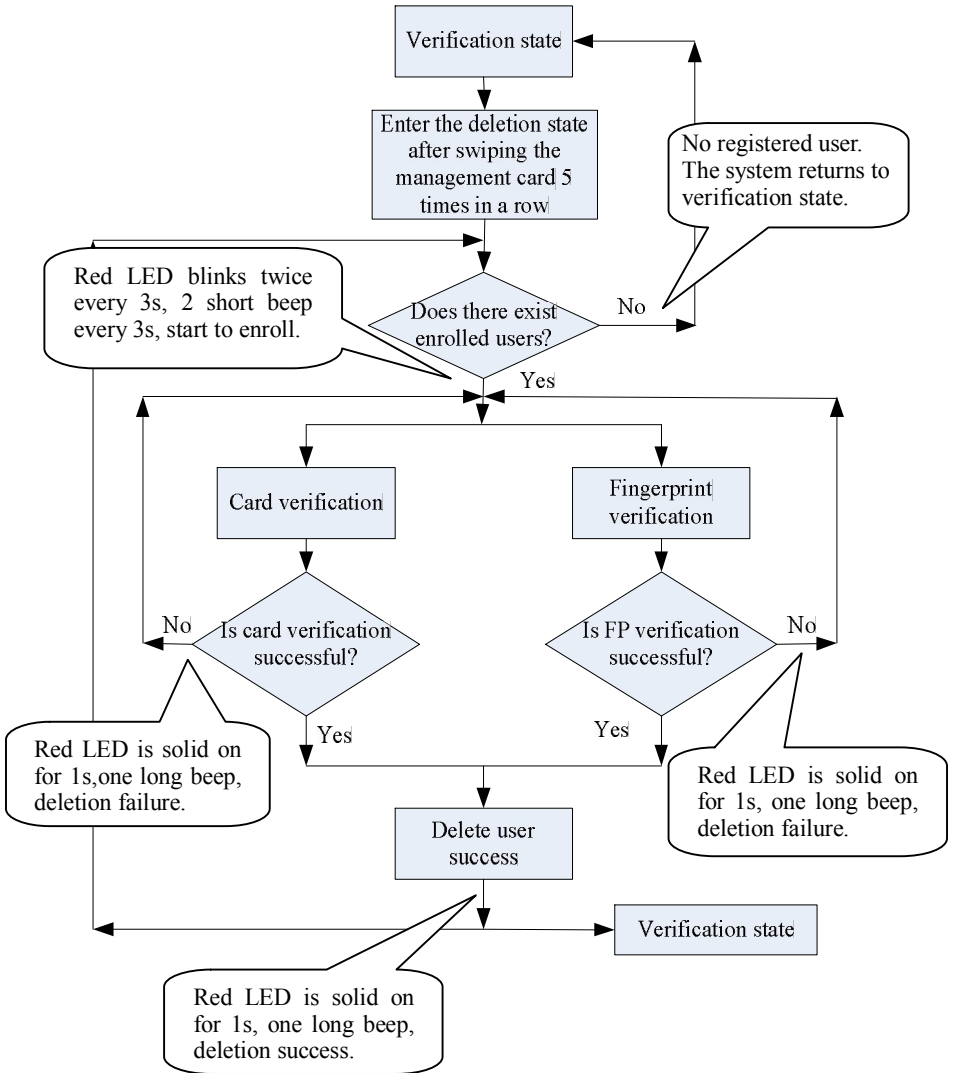 Verification state
Enter the deletion state
after swiping the
management card 5
times in a row
No registered user.
The system returns to
verification state.
Red LED blinks twice
every 3s, 2 short beep
every 3s, start to enroll.
Does there exist
enrolled users?
No
Yes
Card verification
Fingerprint
verification
No
Is card verification
successful?
Is FP verification
successful?
No
Yes
Yes
Red LED is solid on
for 1s,one long beep,
deletion failure.
Red LED is solid on
for 1s, one long beep,
deletion failure.
Delete user
success
Verification state
Red LED is solid on
for 1s, one long beep,
deletion success.